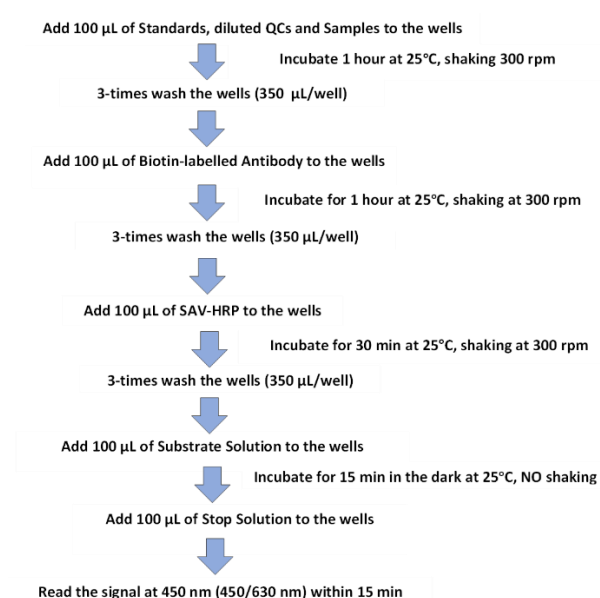 Add 100 µL of Standards, diluted QCs and Samples to the wells
Incubate 1 hour at 25°C, shaking 300 rpm
3-times wash the wells (350 µL/well)
Add 100 µL of Biotin-labelled Antibody to the wells
Incubate for 1 hour at 25°C, shaking at 300 rpm
3-times wash the wells (350 µL/well)
Add 100 µL of SAV-HRP to the wells
Incubate for 30 min at 25°C, shaking at 300 rpm
3-times wash the wells (350 µL/well)
Add 100 µL of Substrate Solution to the wells
Incubate for 15 min in the dark at 25°C, NO shaking
Add 100 µL of Stop Solution to the wells
Read the signal at 450 nm (450/630 nm) within 15 min